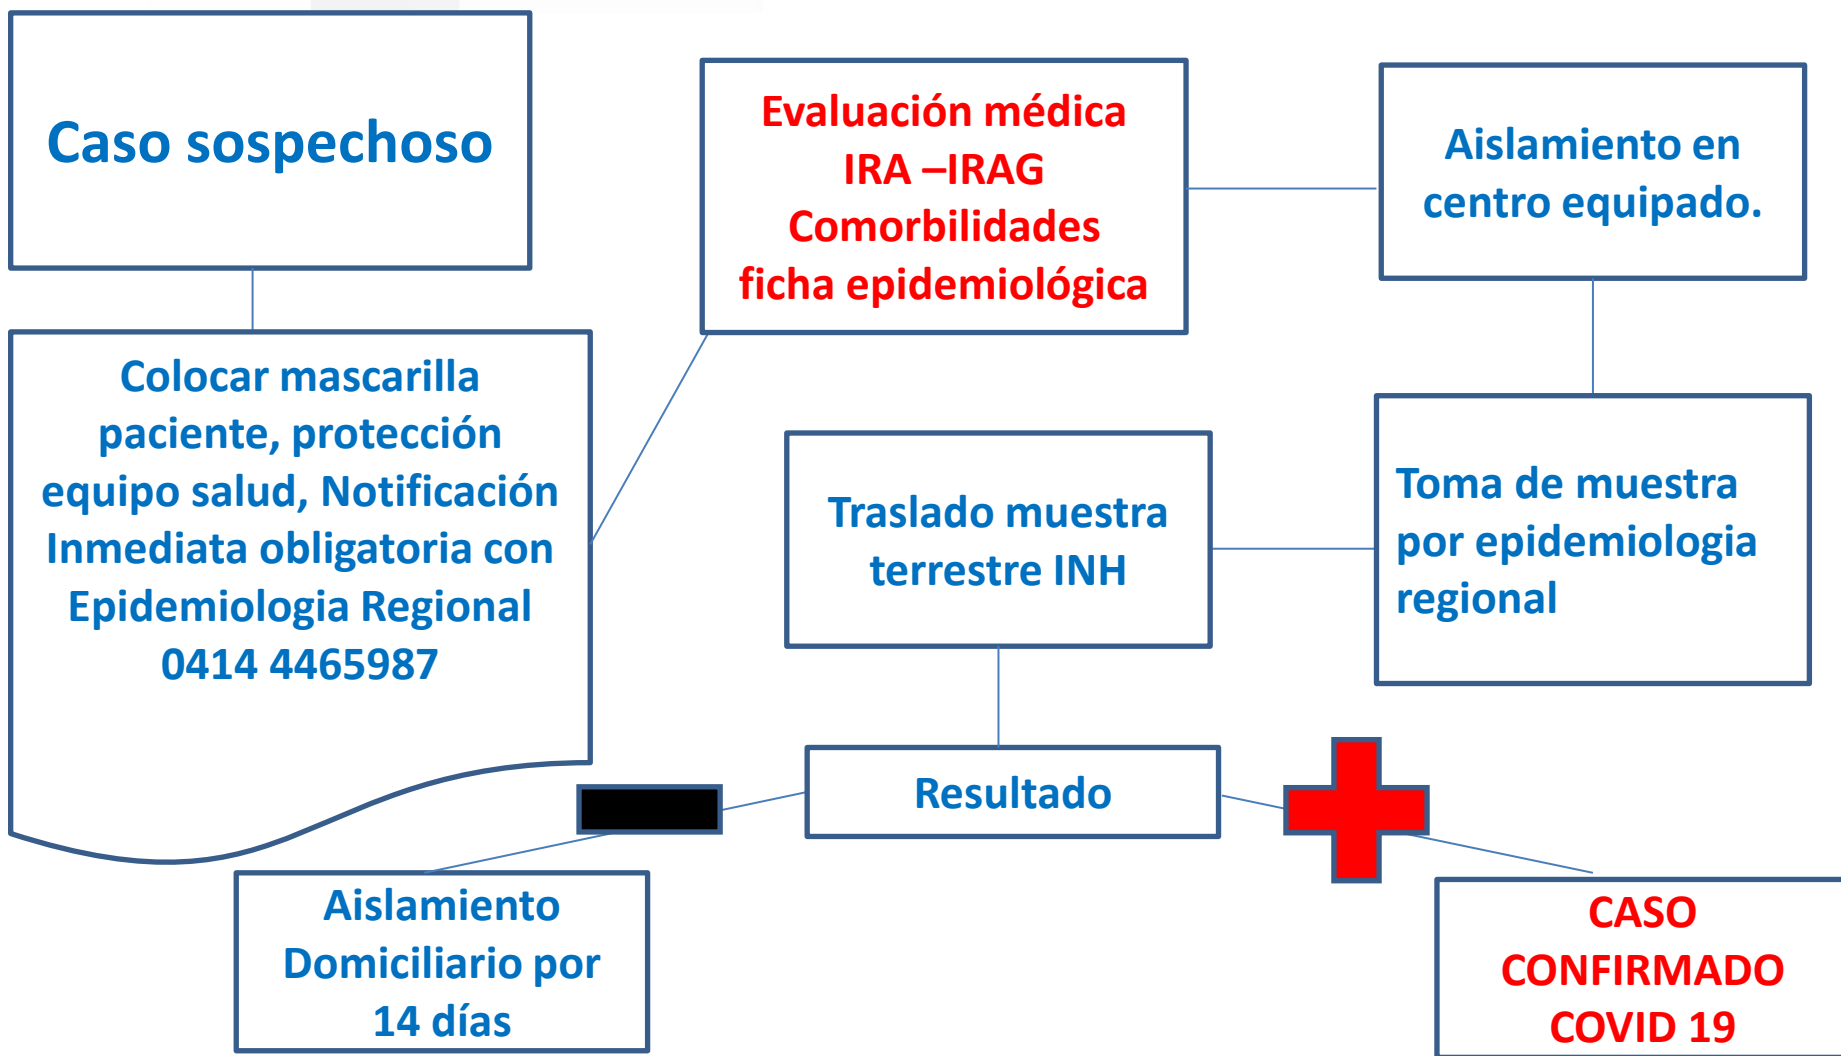 Caso sospechoso
Colocar mascarilla
paciente, protección
equipo salud, Notificación
Inmediata obligatoria con
Epidemiologia Regional
0414 4465987
Evaluación médica
IRA –IRAG
Comorbilidades
ficha epidemiológica
Aislamiento en
centro equipado.
Toma de muestra
por epidemiologia
regional
Traslado muestra
terrestre INH
Resultado
Aislamiento
Domiciliario por
14 días
CASO
CONFIRMADO
COVID 19